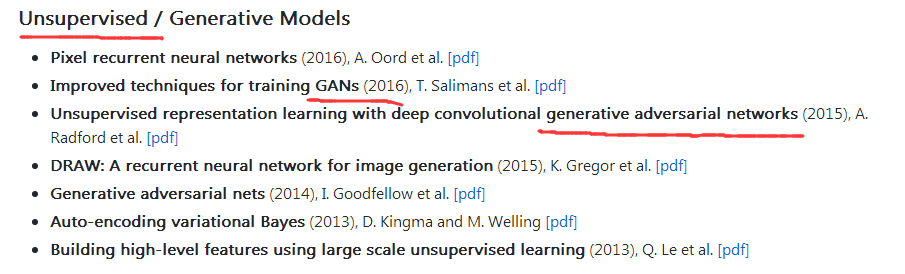 Unsupervised / Generative Models
Pixel recurrent neural networks (2016), A. Oord et al. [pdf]
Improved techniques for training GANs (2016), T. Salimans et al. [pdf]
Unsupervised representation learning with deep convolutional generative adversarial networks (2015), A.
Radford et al. [pdf]
DRAW: A recurrent neural network for image generation (2015), K. Gregor et al. [pdf]
Generative adversarial nets (2014), I. Goodfellow et al. [pdf]
Auto-encoding variational Bayes (2013), D. Kingma and M. Welling [pdf]
Building high-level features using large scale unsupervised learning (2013), Q. Le et al. [pdf]